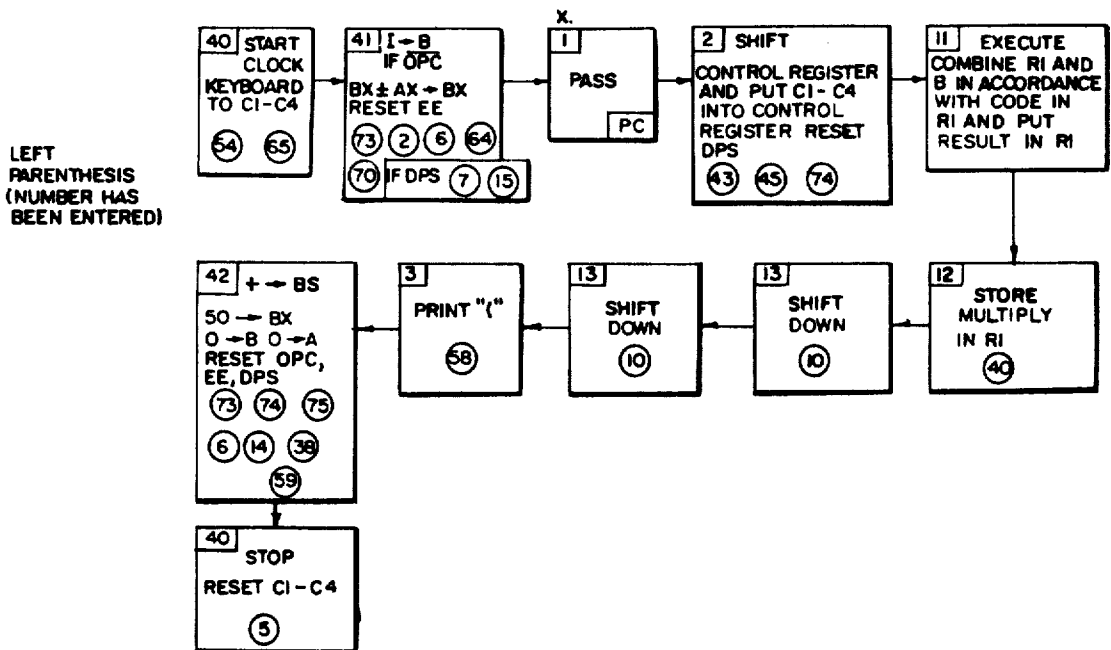 LEFT
PARENTHESIS
(NUMBER HAS
BEEN ENTERED)
40 START
CLOCK
KEYBOARD
TO C1-C4
54 65
41 I→B
IF OPC
BX ± AX → BX
RESET EE
73 2 6 64
70 IF DPS 7 15
X.
1
PASS
PC
2 SHIFT
CONTROL REGISTER
AND PUT C1-C4
INTO CONTROL
REGISTER RESET
DPS
43 45 74
11 EXECUTE
COMBINE R1 AND
B IN ACCORDANCE
WITH CODE IN
R1 AND PUT
RESULT IN R1
12
STORE
MULTIPLY
IN R1
40
13
SHIFT
DOWN
10
13
SHIFT
DOWN
10
3
PRINT "("
58
42 + → BS
50 → BX
0 → B 0 → A
RESET OPC,
EE, DPS
73 74 75
6 14 38
59
40
STOP
RESET C1-C4
5